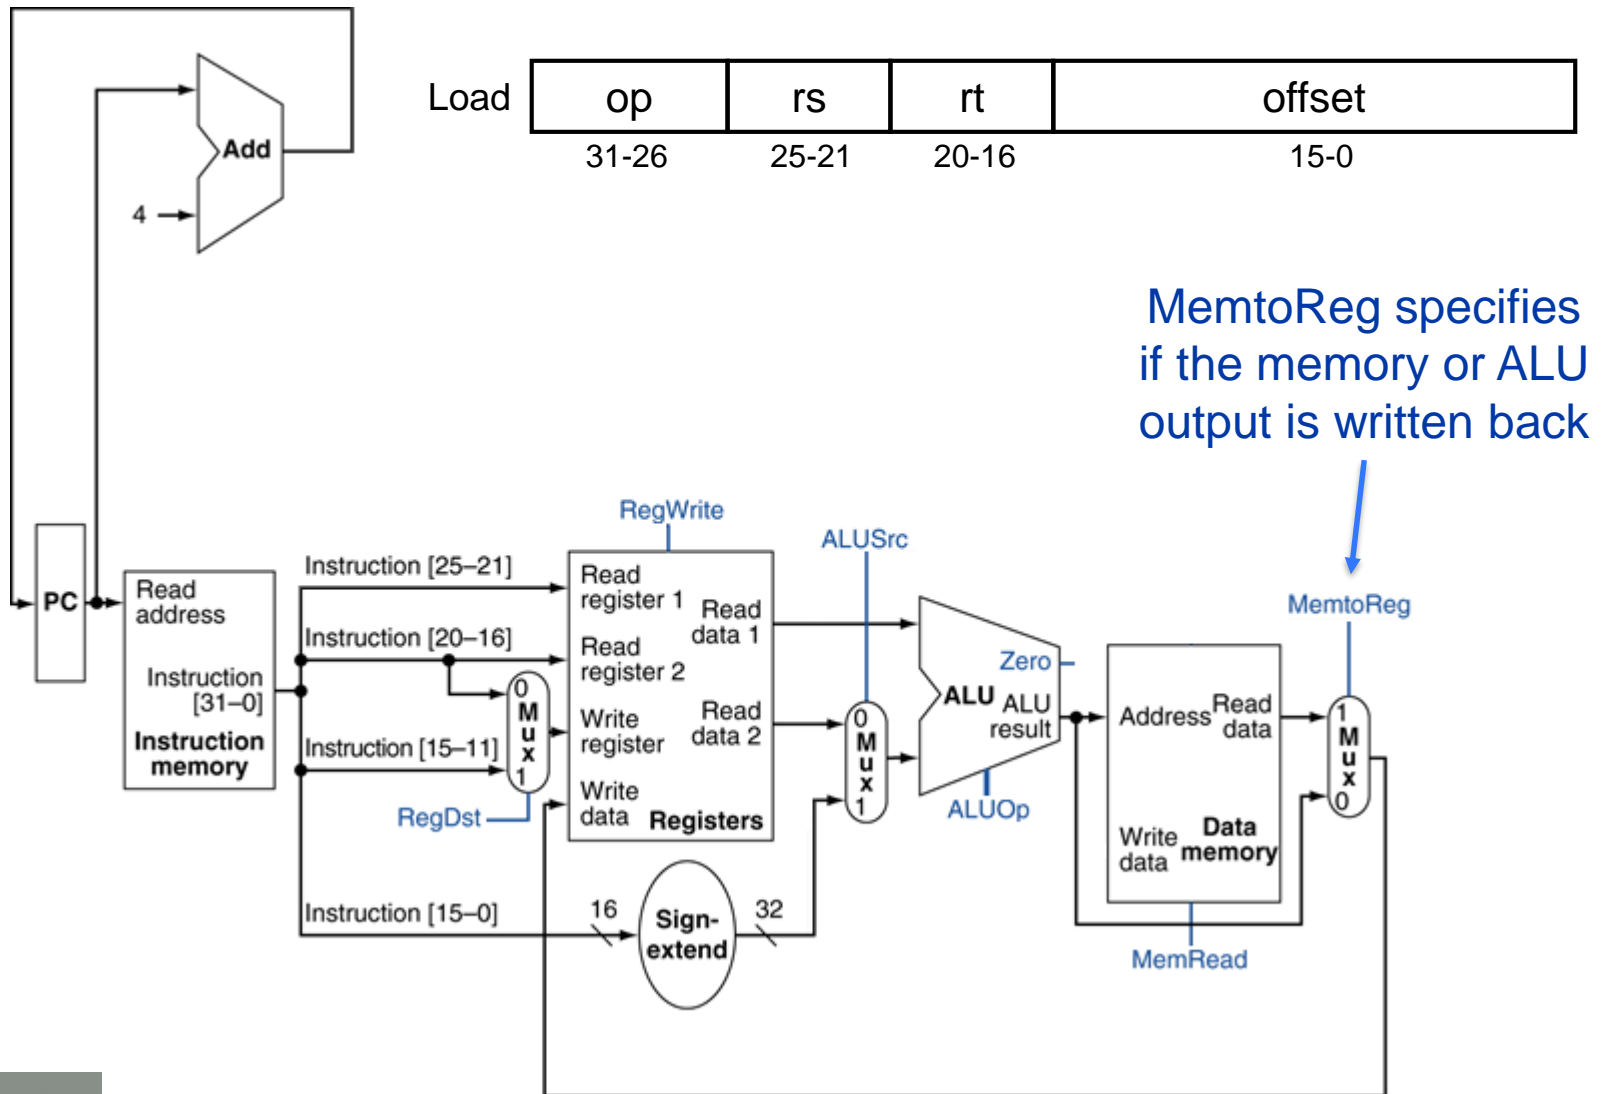 Load
op
rs
rt
offset
31-26
25-21
20-16
15-0
Add
4
MemtoReg specifies
if the memory or ALU
output is written back
RegWrite
ALUSrc
MemtoReg
PC
Read
address
Instruction
[31–0]
Instruction
memory
Instruction [25–21]
Instruction [20–16]
Instruction [15–11]
Instruction [15–0]
0
M
u
x
1
RegDst
Read
register 1
Read
register 2
Write
register
Write
data
Read
data 1
Read
data 2
Registers
16
Sign-
extend
32
0
M
u
x
1
Zero
ALU
ALU
result
ALUOp
Address
Read
data
Write
data
Data
memory
MemRead
1
M
u
x
0